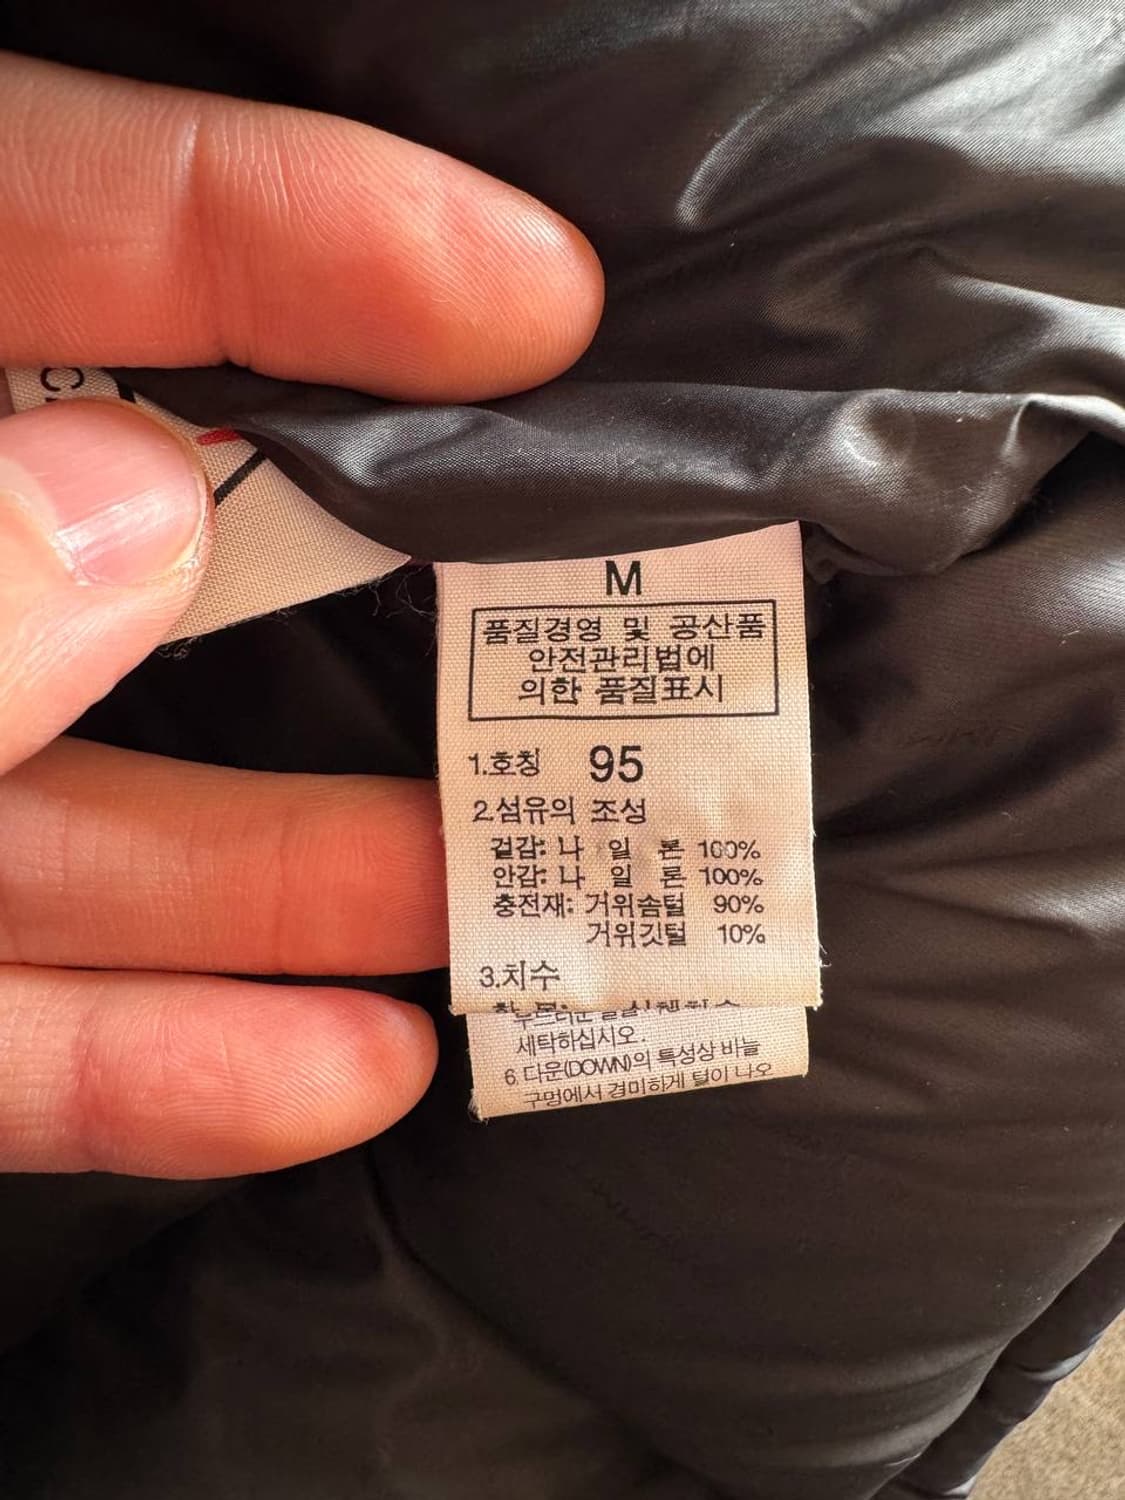 M
품질경영 및 공산품
안전관리법에
의한 품질표시
1.호칭 95
2.섬유의 조성
겉감: 나 일 론 100%
안감: 나 일 론 100%
충전재: 거위솜털 90%
거위깃털 10%
3.치수
세탁하십시오.
6. 다운(DOWN)의 특성상 바늘
구멍에서 경미하게 털이 나오